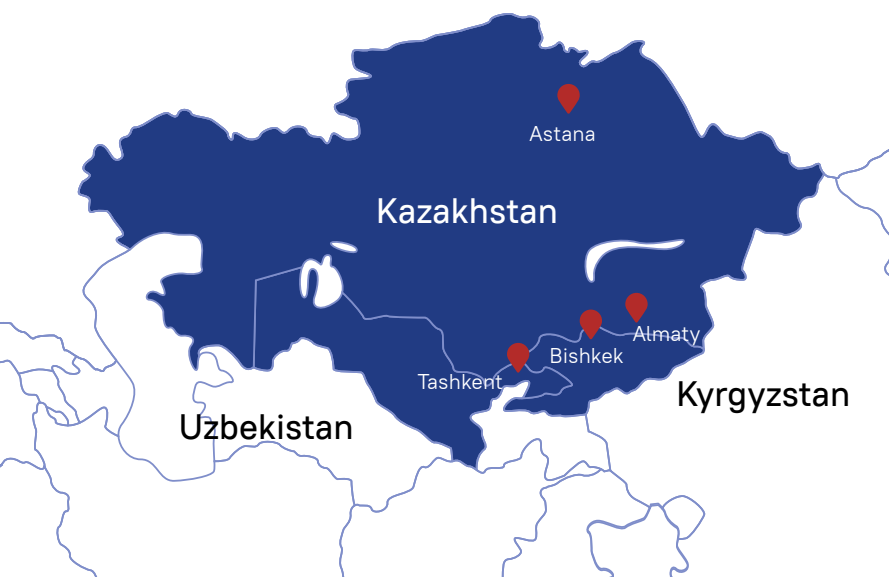 Astana
Kazakhstan
Almaty
Bishkek
Tashkent
Kyrgyzstan
Uzbekistan